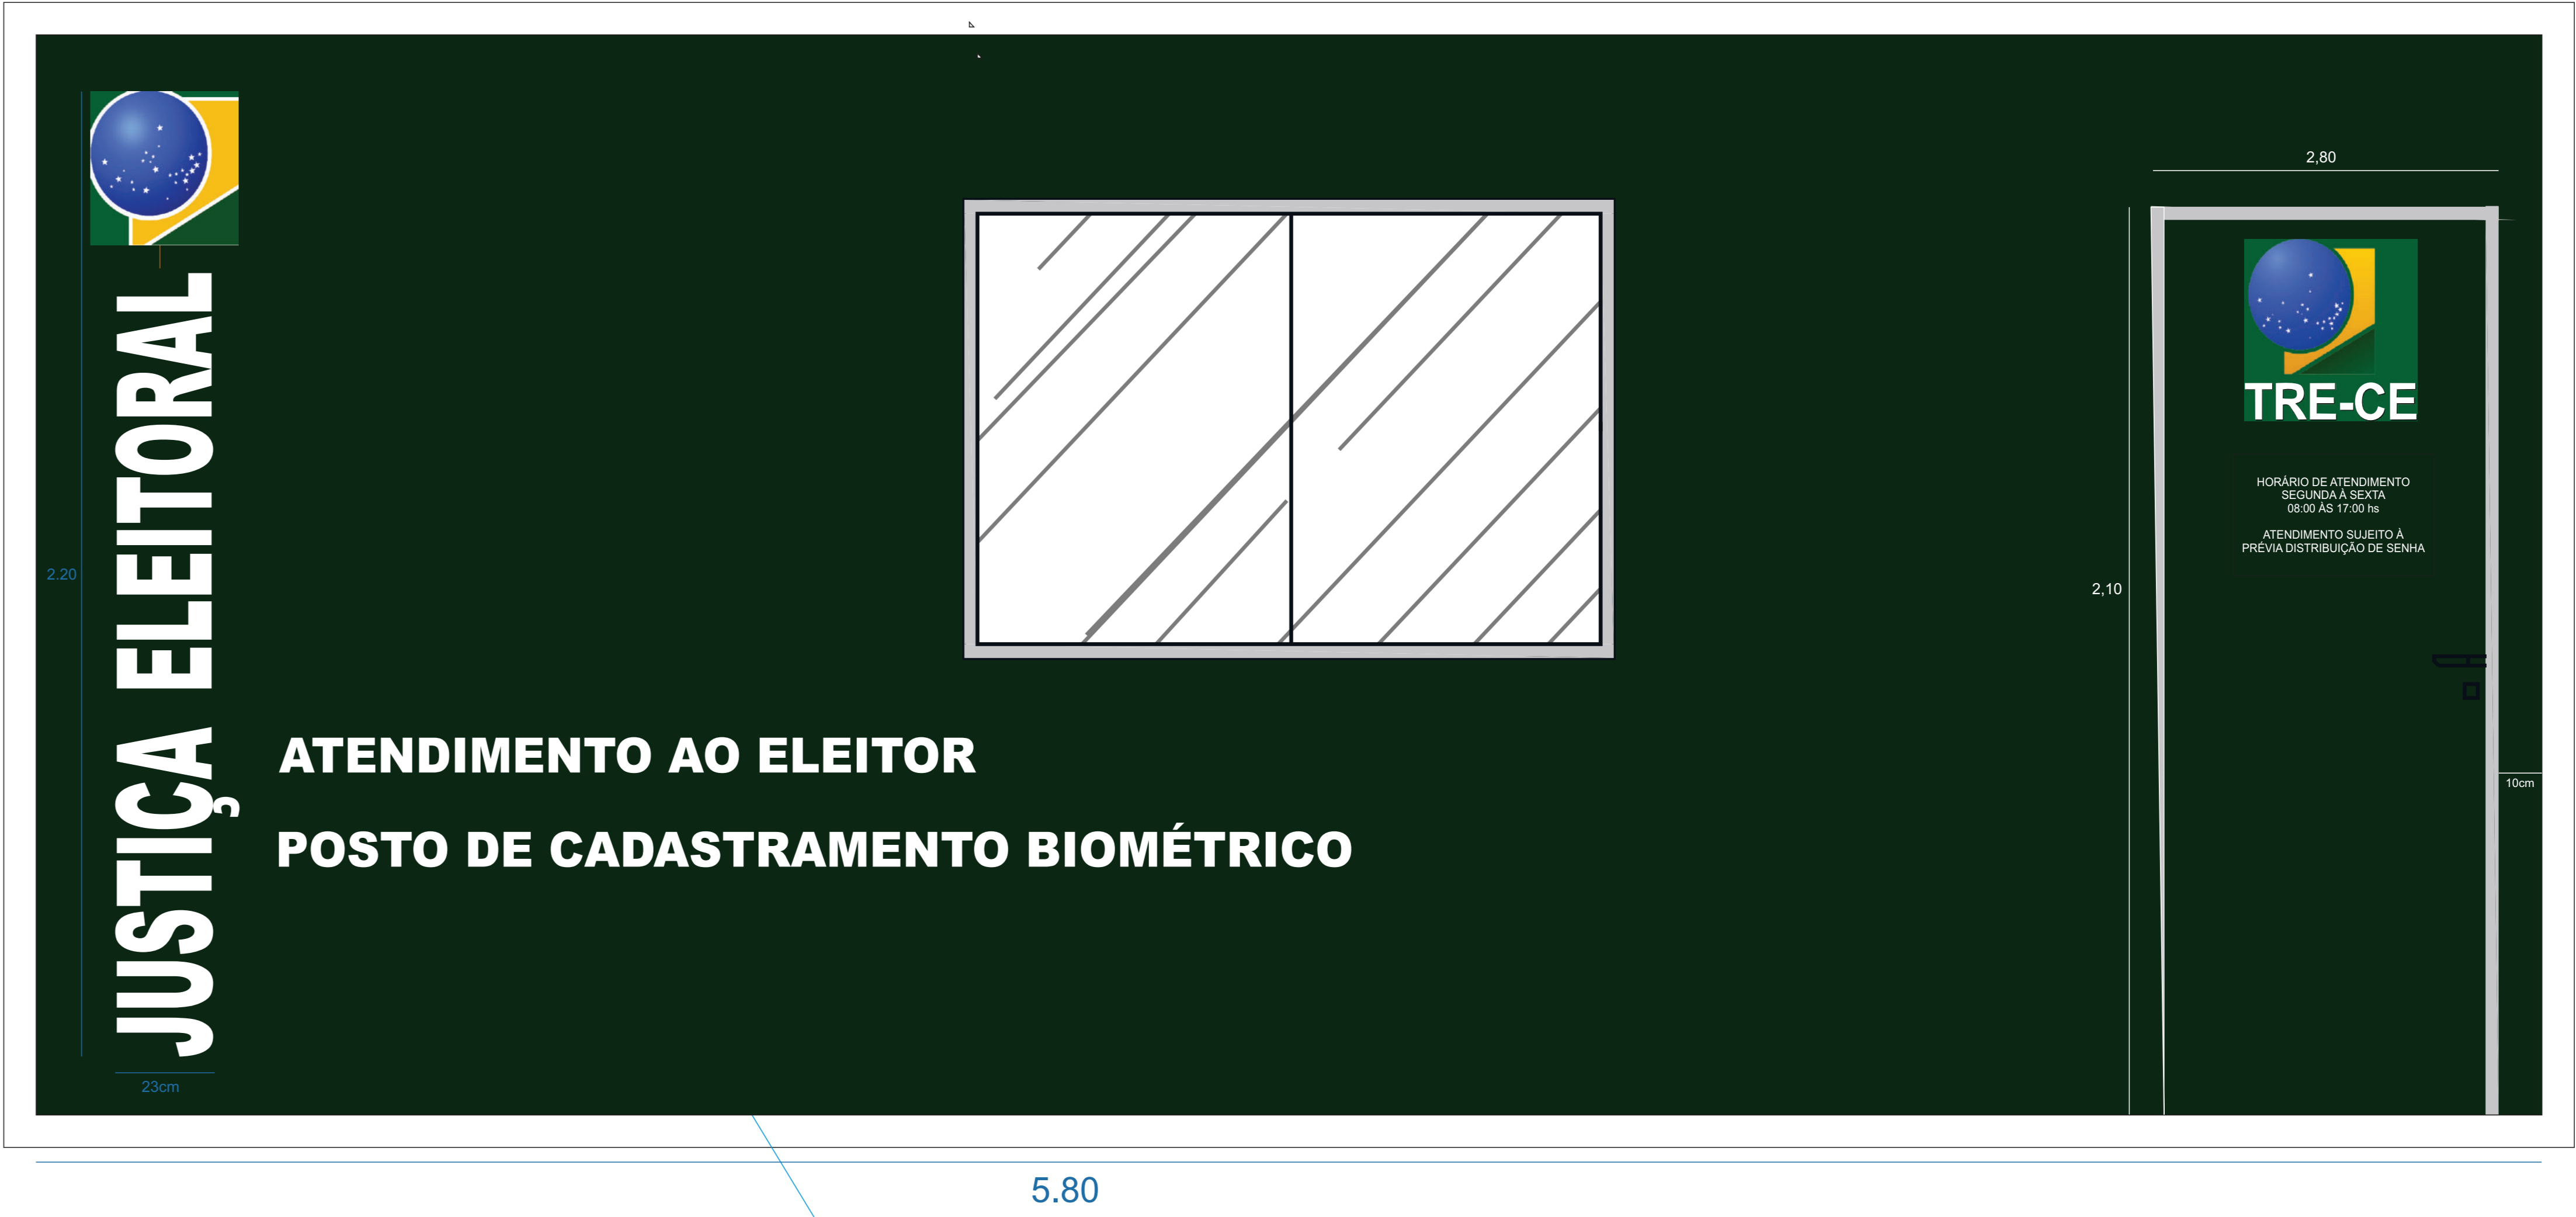 JUSTIÇA ELEITORAL
2.20
23cm
ATENDIMENTO AO ELEITOR
POSTO DE CADASTRAMENTO BIOMÉTRICO
2,80
2,10
TRE-CE
HORÁRIO DE ATENDIMENTO
SEGUNDA À SEXTA
08:00 ÀS 17:00 hs
ATENDIMENTO SUJEITO À
PRÉVIA DISTRIBUIÇÃO DE SENHA
10cm
5.80